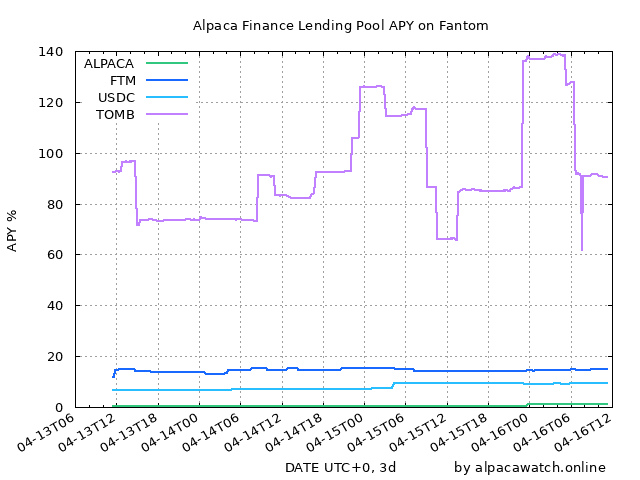 Alpaca Finance Lending Pool APY on Fantom
140
120
100
80
60
40
20
0
APY %
ALPACA
FTM
USDC
TOMB
04-13T06
04-13T12
04-13T18
04-14T00
04-14T06
04-14T12
04-14T18
04-15T00
04-15T06
04-15T12
04-15T18
04-16T00
04-16T06
04-16T12
DATE UTC+0, 3d
by alpacawatch.online